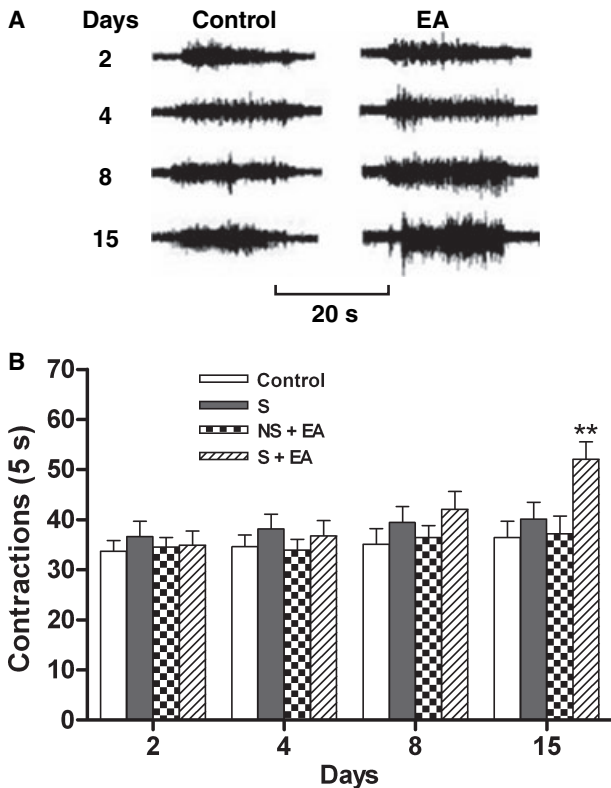 A
Days Control EA
2
4
8
15
20 s
B
Contractions (5 s)
70
60
50
40
30
20
10
0
Control
S
NS + EA
S + EA
**
2 4 8 15
Days